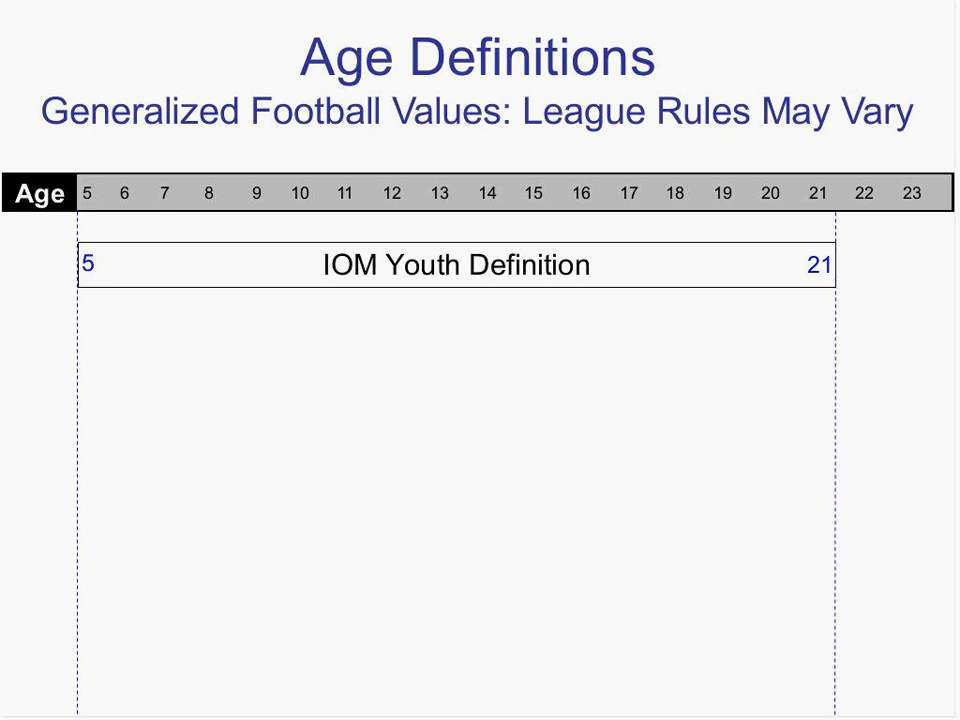 Age Definitions
Generalized Football Values: League Rules May Vary
Age 5 6 7 8 9 10 11 12 13 14 15 16 17 18 19 20 21 22 23
5 IOM Youth Definition 21